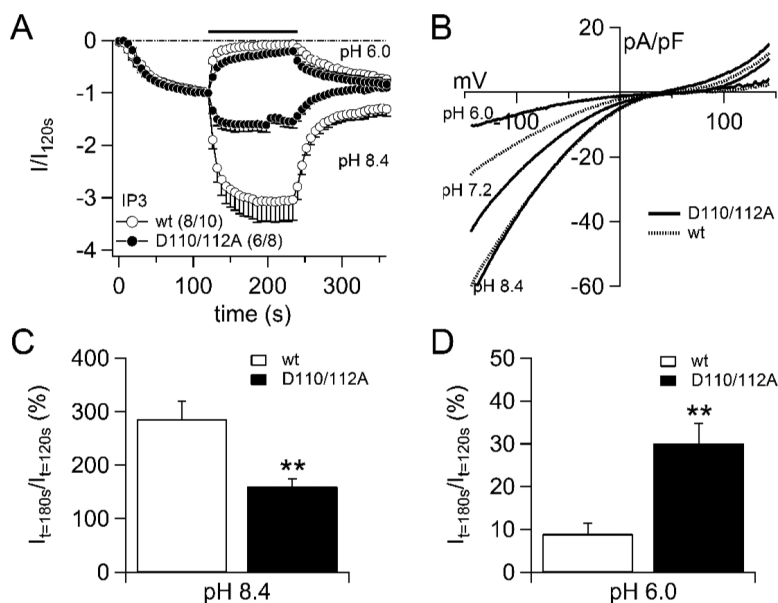 A
0
-1
-2
-3
-4
I/I120s
pH 6.0
pH 8.4
IP3
wt (8/10)
D110/112A (6/8)
0
100
200
300
time (s)
B
20
pA/pF
mV
-100
100
-20
-40
-60
pH 6.0
pH 7.2
pH 8.4
D110/112A
wt
C
400
300
200
100
0
It=180s/It=120s (%)
wt
D110/112A
**
pH 8.4
D
50
40
30
20
10
0
It=180s/It=120s (%)
wt
D110/112A
**
pH 6.0